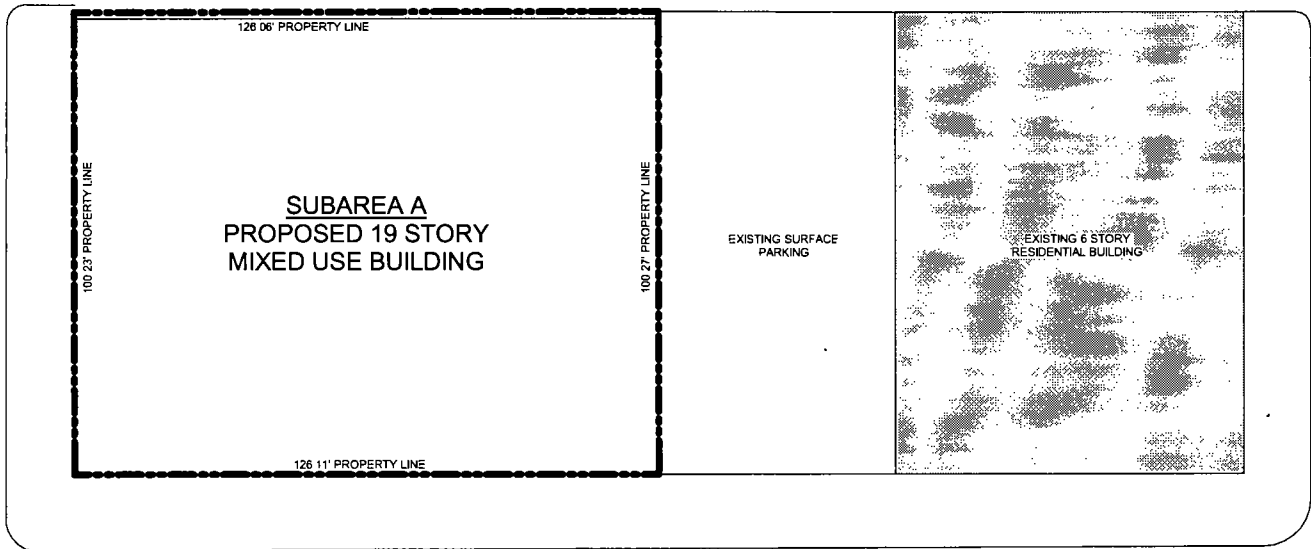 126 06' PROPERTY LINE
100 23' PROPERTY LINE
SUBAREA A
PROPOSED 19 STORY
MIXED USE BUILDING
100 27' PROPERTY LINE
126 11' PROPERTY LINE
EXISTING SURFACE
PARKING
EXISTING 6 STORY
RESIDENTIAL BUILDING